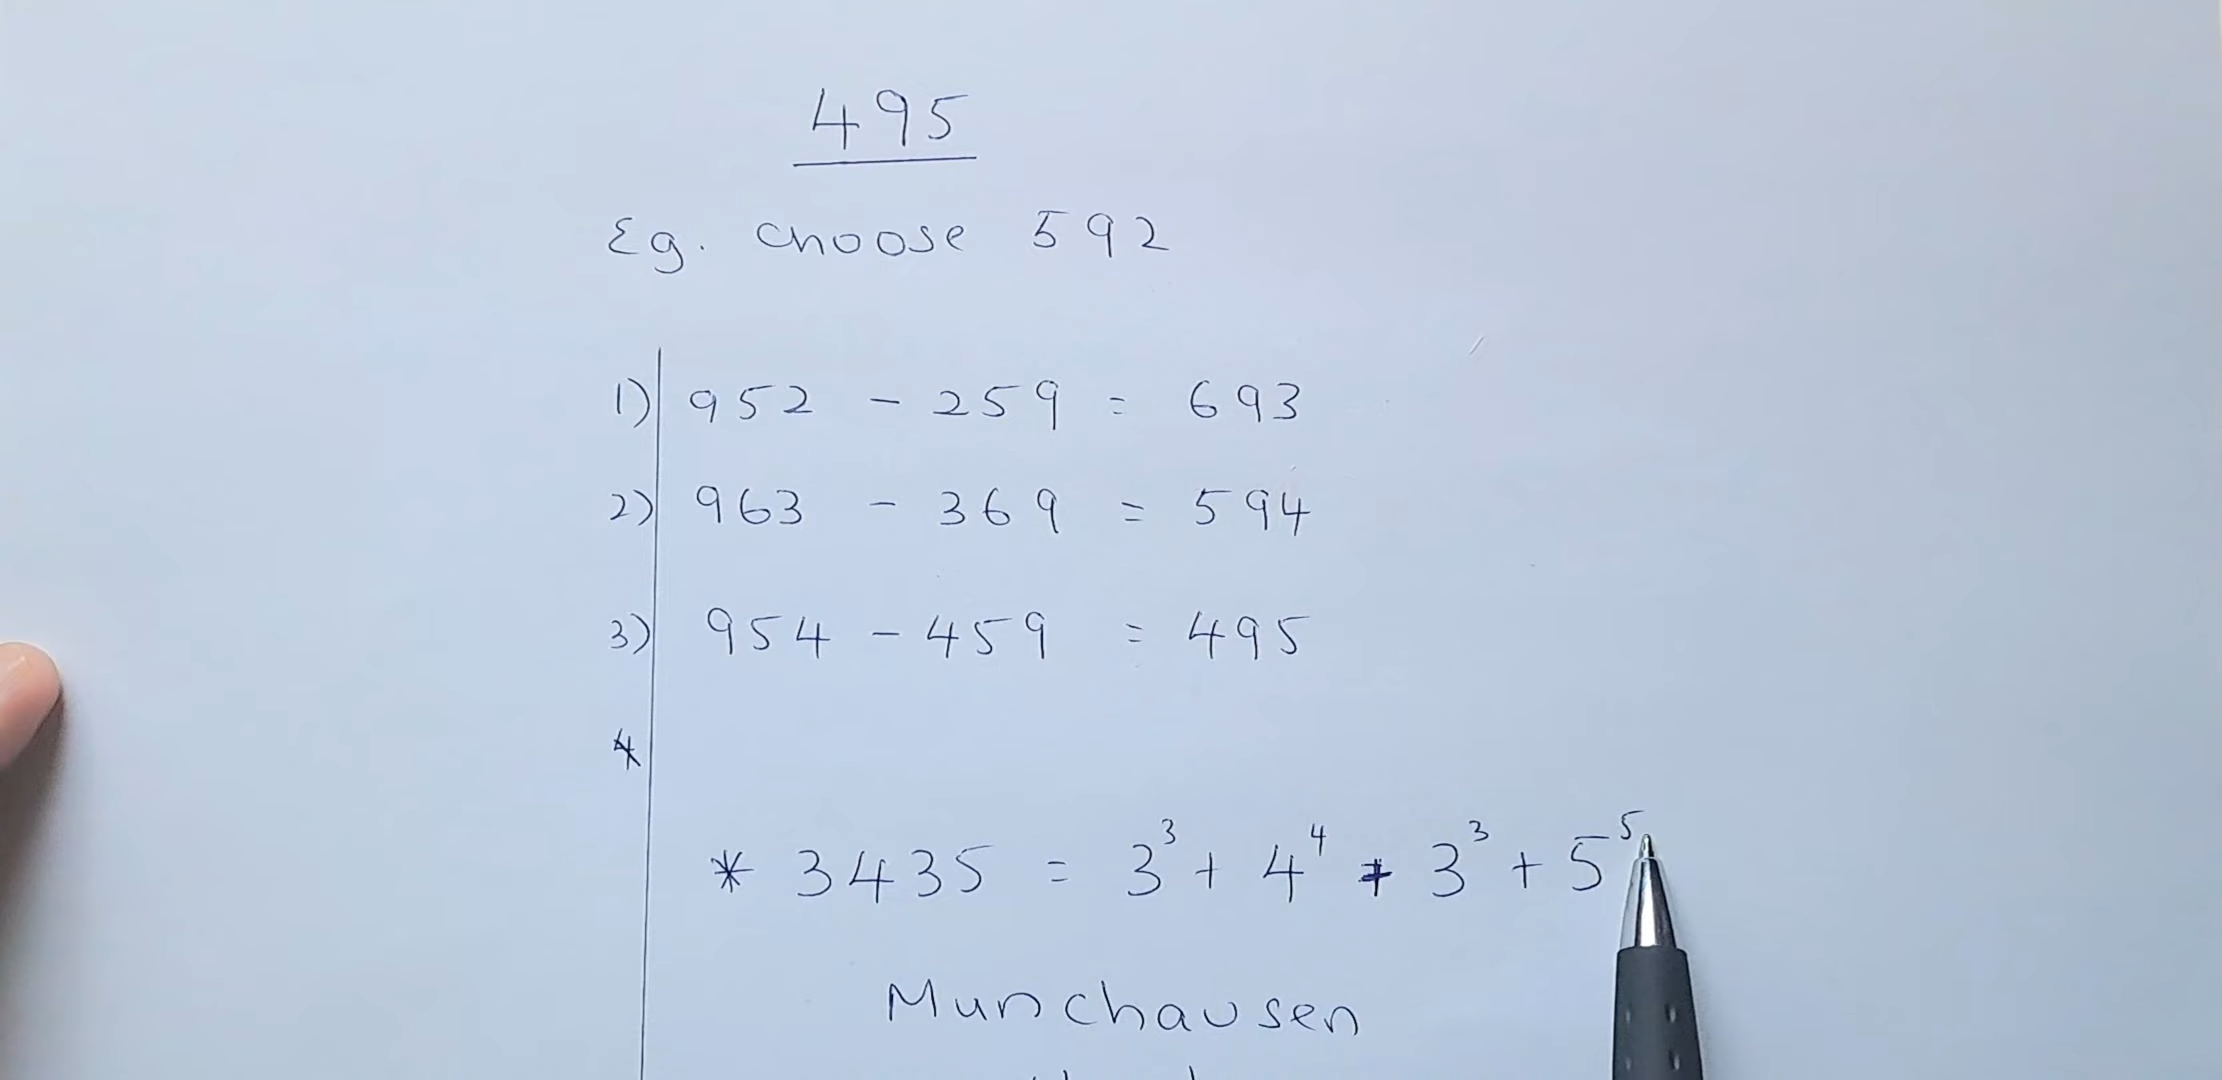 495
Eg. choose 592
1) 952 - 259 = 693
2) 963 - 369 = 594
3) 954 - 459 = 495
4
* 3435 = 3³ + 4⁴ + 3³ + 5⁵
Munchausen